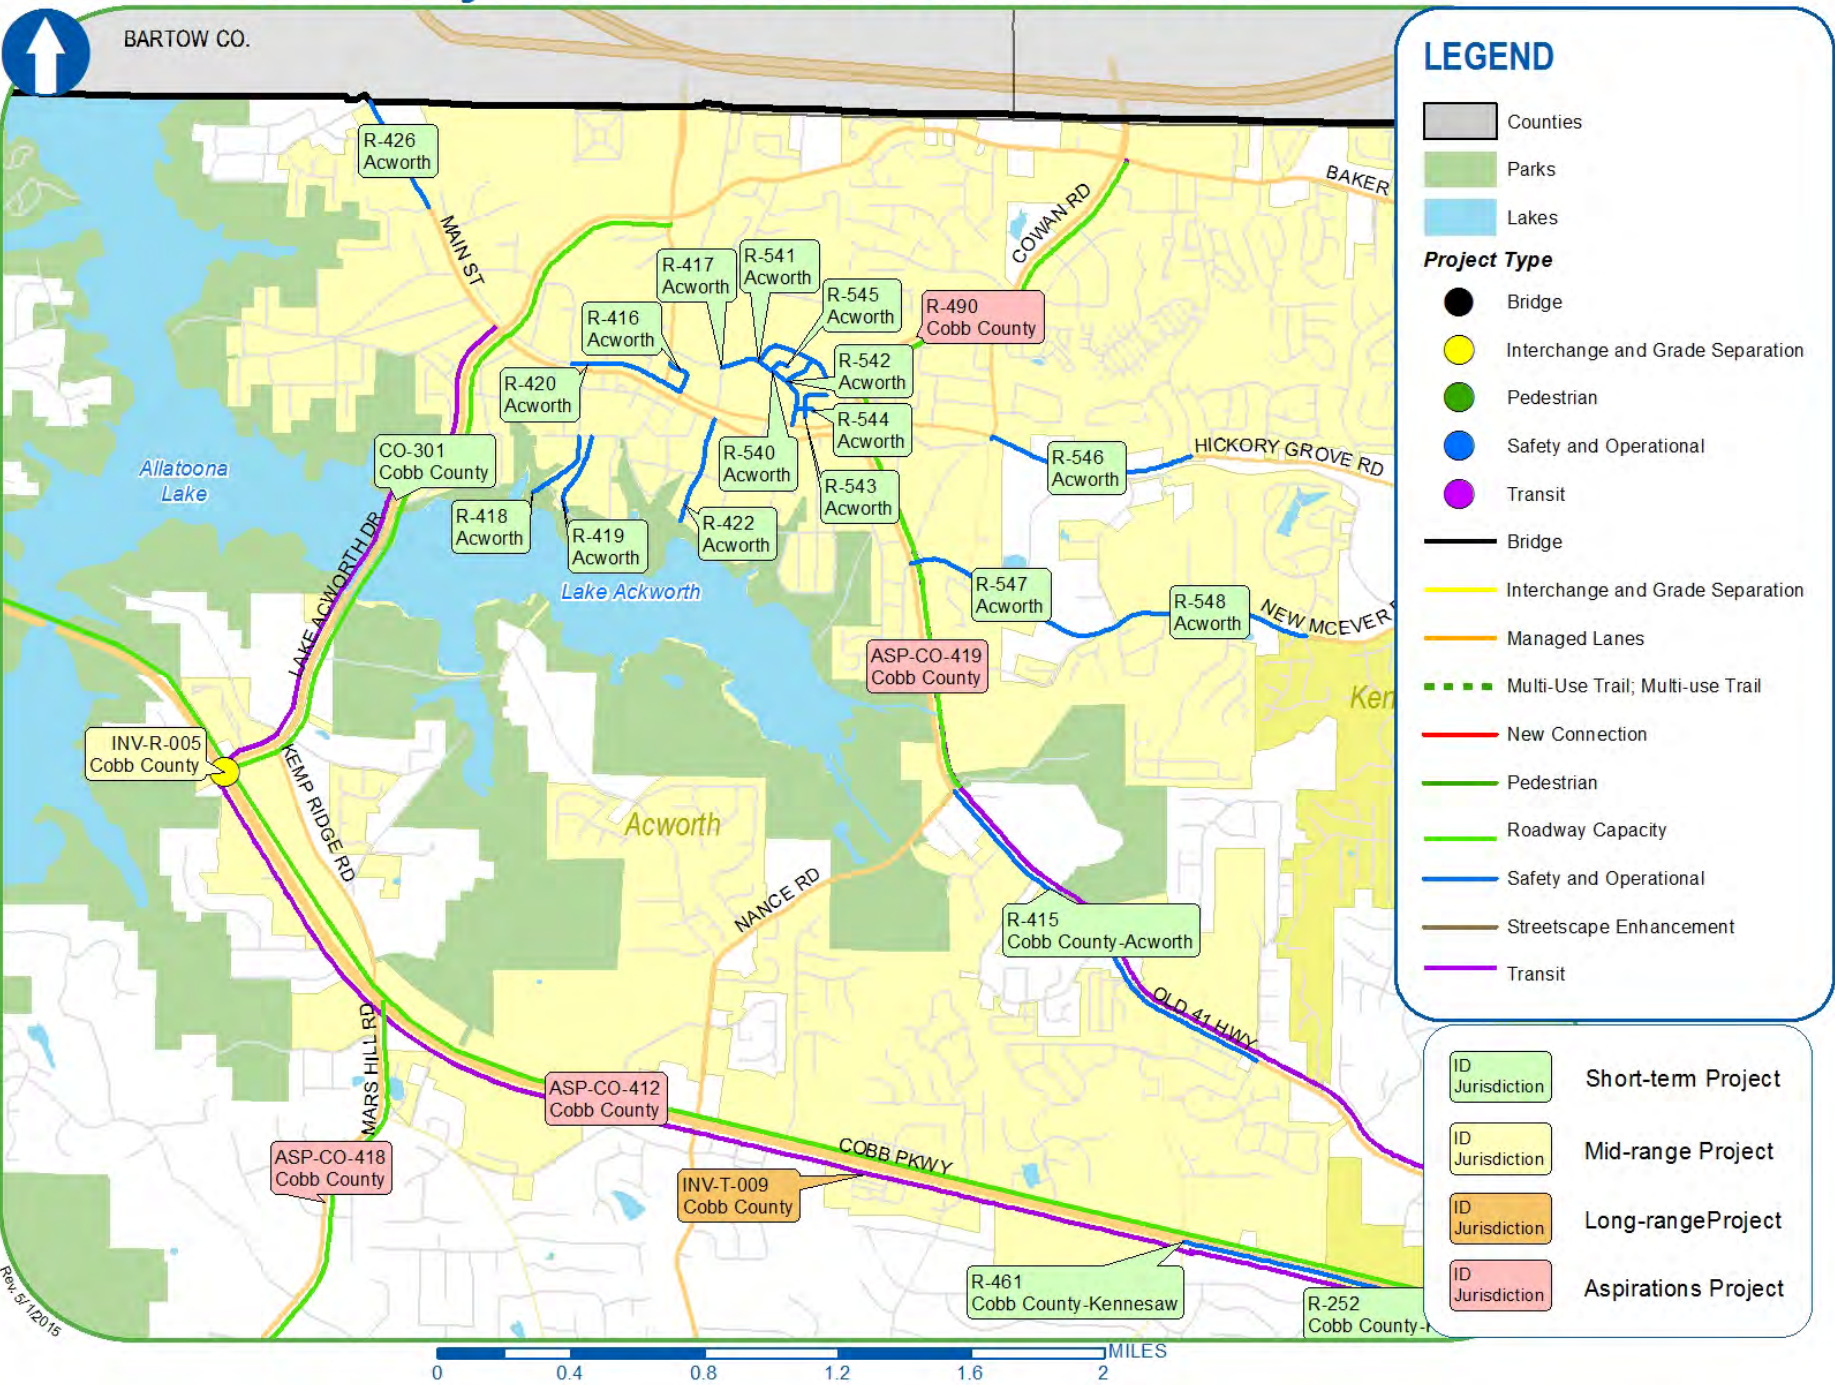 BARTOW CO.
R-426
Acworth
MAIN ST
BAKER
COWAN RD
R-417
Acworth
R-541
Acworth
R-545
Acworth
R-490
Cobb County
R-416
Acworth
R-542
Acworth
R-420
Acworth
R-544
Acworth
R-540
Acworth
R-543
Acworth
CO-301
Cobb County
R-546
Acworth
HICKORY GROVE RD
Allatoona
Lake
R-418
Acworth
R-419
Acworth
R-422
Acworth
LAKE ACWORTH DR
Lake Ackworth
R-547
Acworth
R-548
Acworth
NEW MCEVER
ASP-CO-419
Cobb County
Ken
INV-R-005
Cobb County
KEMP RIDGE RD
Acworth
NANCE RD
R-415
Cobb County-Acworth
OLD 41 HWY
MARS HILL RD
ASP-CO-412
Cobb County
ASP-CO-418
Cobb County
COBB PKWY
INV-T-009
Cobb County
R-461
Cobb County-Kennesaw
R-252
Cobb County-
Rev. 5/1/2015
0 0.4 0.8 1.2 1.6 2
MILES
LEGEND
Counties
Parks
Lakes
Project Type
Bridge
Interchange and Grade Separation
Pedestrian
Safety and Operational
Transit
Bridge
Interchange and Grade Separation
Managed Lanes
Multi-Use Trail; Multi-use Trail
New Connection
Pedestrian
Roadway Capacity
Safety and Operational
Streetscape Enhancement
Transit
ID
Jurisdiction
Short-term Project
ID
Jurisdiction
Mid-range Project
ID
Jurisdiction
Long-rangeProject
ID
Jurisdiction
Aspirations Project